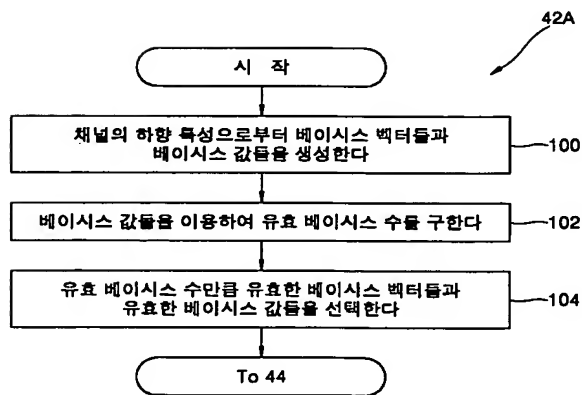 42A
시 작
채널의 하향 특성으로부터 베이시스 벡터들과
베이시스 값들을 생성한다
100
베이시스 값들을 이용하여 유효 베이시스 수를 구한다
102
유효 베이시스 수만큼 유효한 베이시스 벡터들과
유효한 베이시스 값들을 선택한다
104
To 44